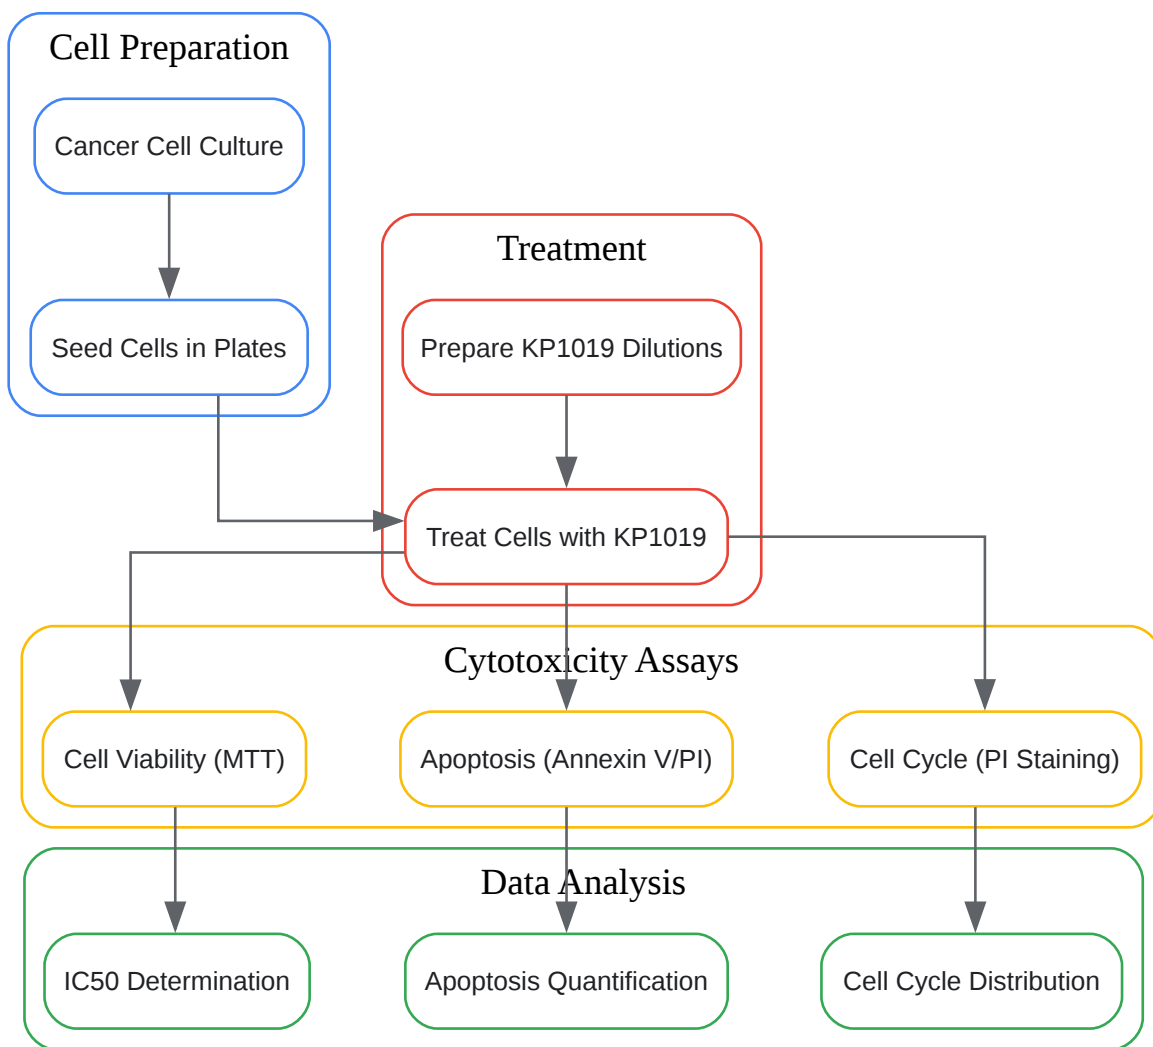 Cell Preparation
Cancer Cell Culture
Seed Cells in Plates
Treatment
Prepare KP1019 Dilutions
Treat Cells with KP1019
Cytotoxicity Assays
Cell Viability (MTT)
Apoptosis (Annexin V/PI)
Cell Cycle (PI Staining)
Data Analysis
IC50 Determination
Apoptosis Quantification
Cell Cycle Distribution